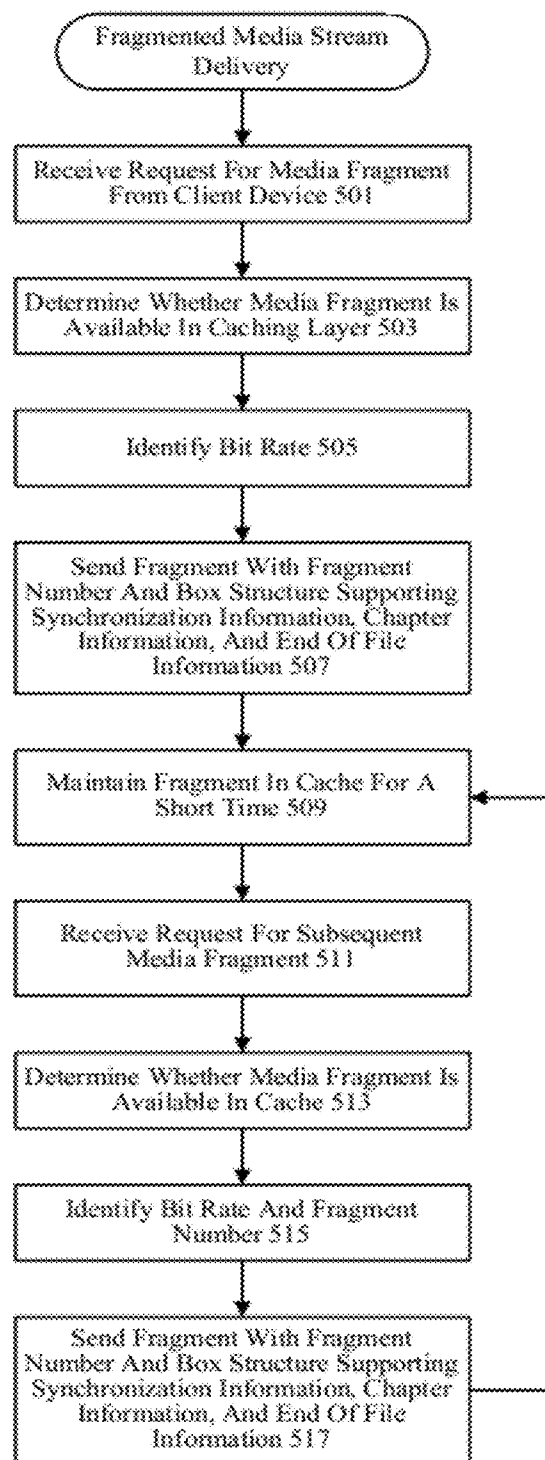 Fragmented Media Stream
Delivery
Receive Request For Media Fragment
From Client Device 501
Determine Whether Media Fragment Is
Available In Caching Layer 503
Identify Bit Rate 505
Send Fragment With Fragment
Number And Box Structure Supporting
Synchronization Information, Chapter
Information, And End Of File
Information 507
Maintain Fragment In Cache For A
Short Time 509
Receive Request For Subsequent
Media Fragment 511
Determine Whether Media Fragment Is
Available In Cache 513
Identify Bit Rate And Fragment
Number 515
Send Fragment With Fragment
Number And Box Structure Supporting
Synchronization Information, Chapter
Information, And End Of File
Information 517